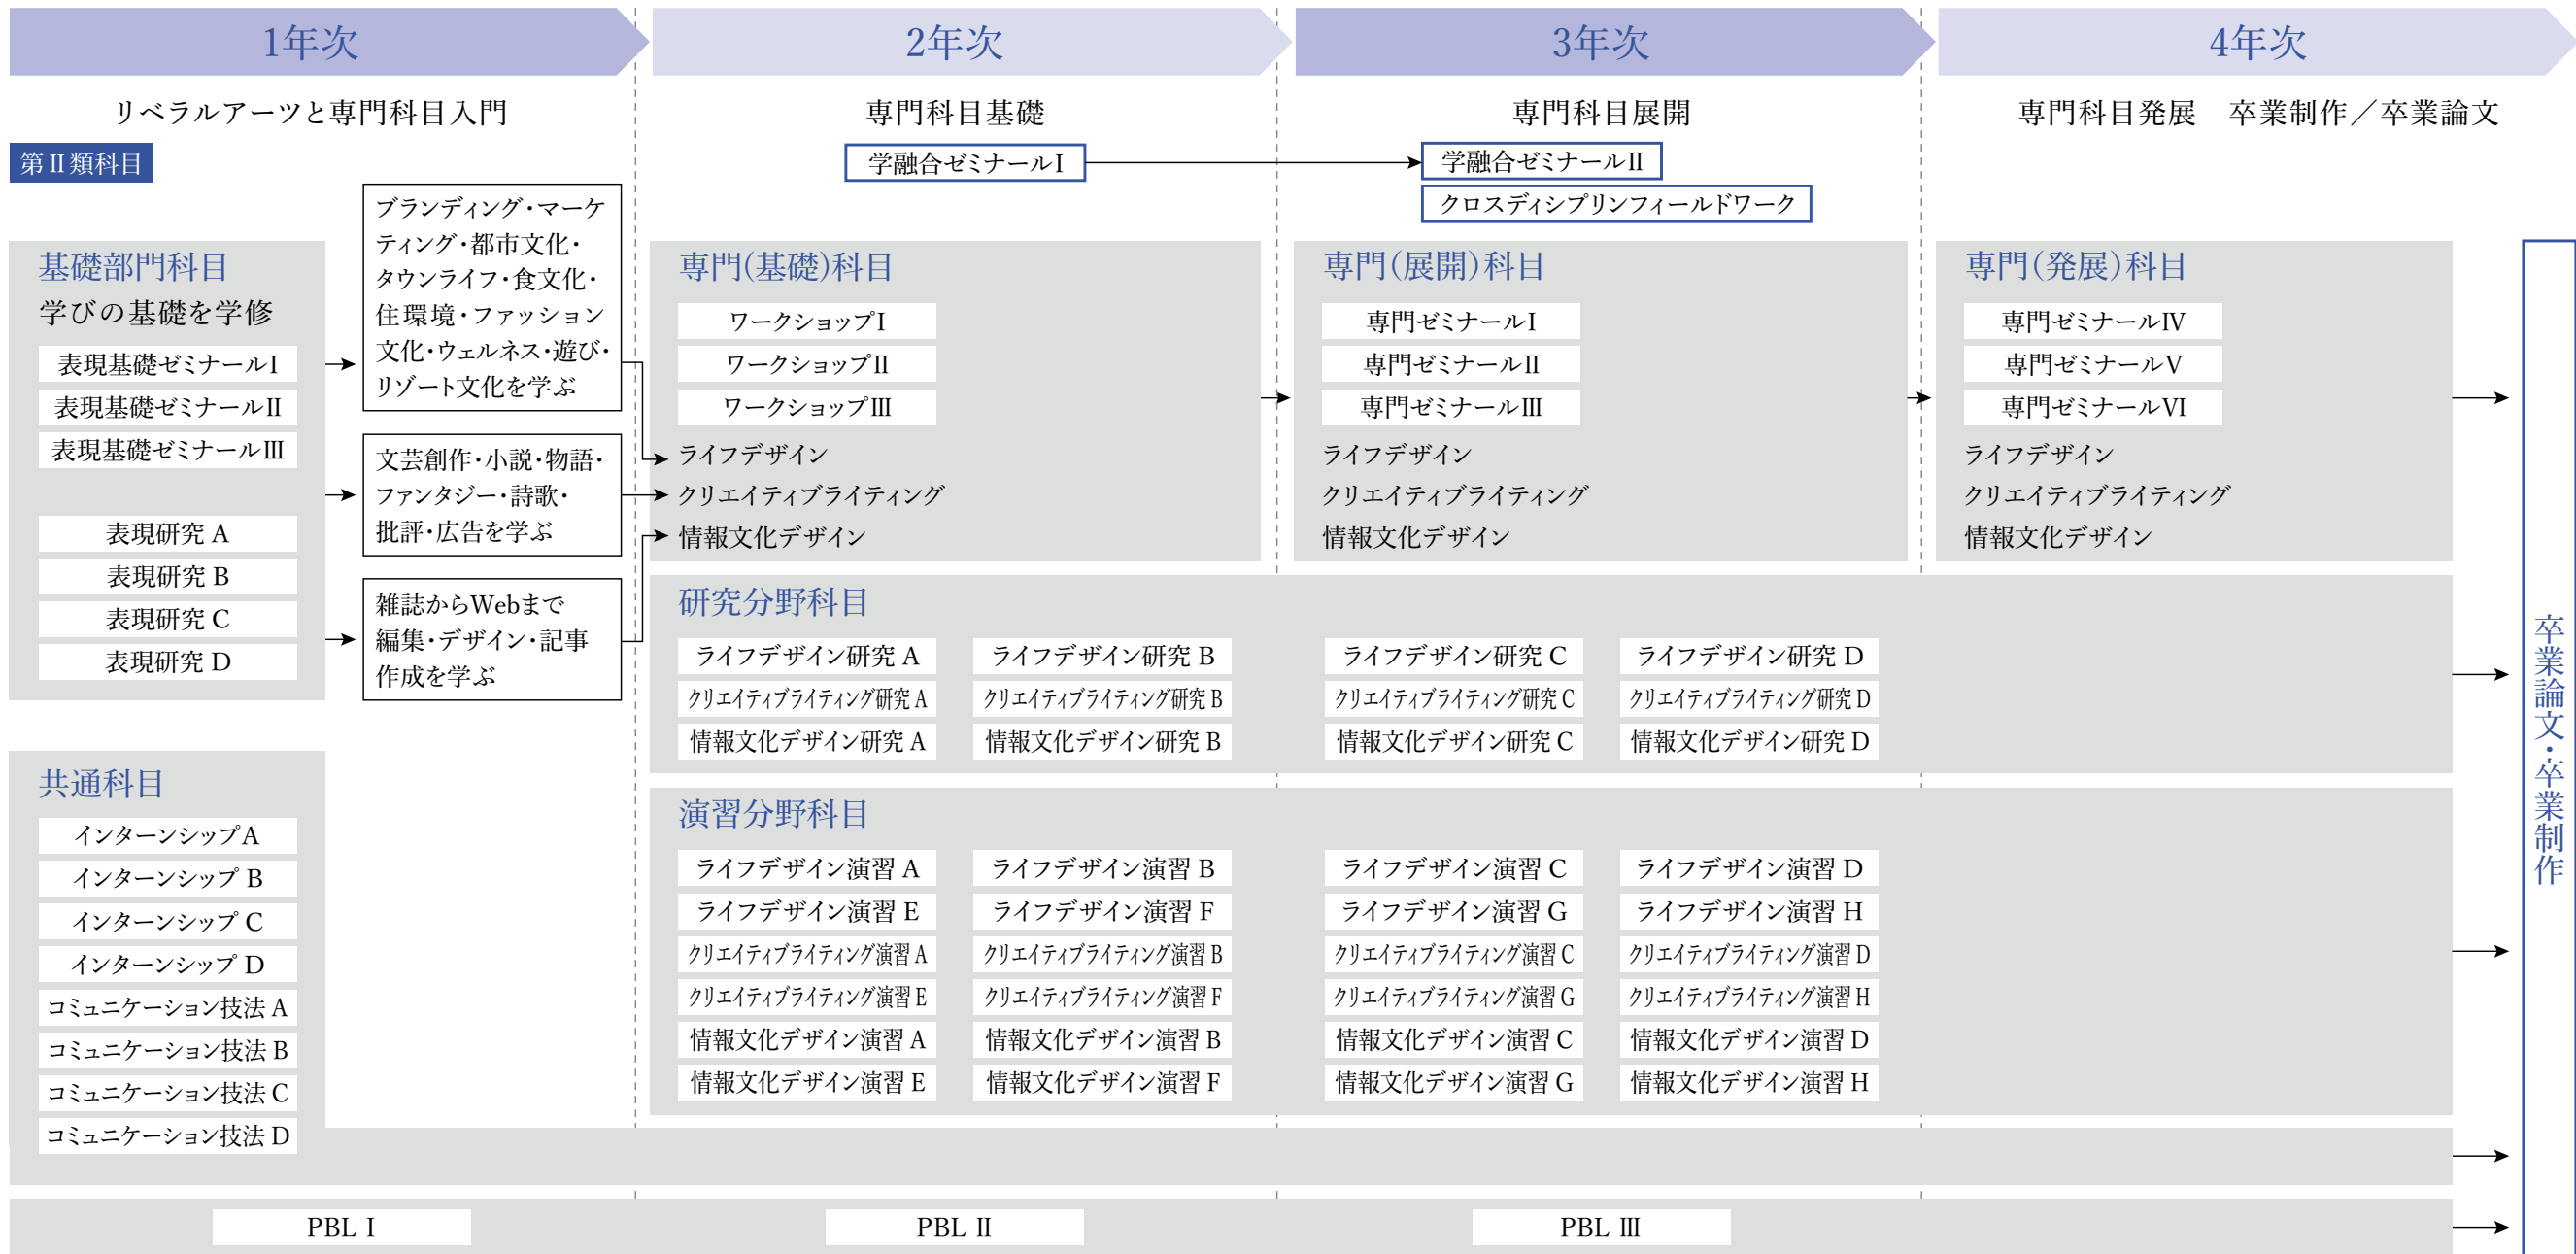 1年次
2年次
3年次
4年次
リベラルアーツと専門科目入門
専門科目基礎
専門科目展開
専門科目発展　卒業制作／卒業論文
第Ⅱ類科目
学融合ゼミナールⅠ
学融合ゼミナールⅡ
クロスディシプリンフィールドワーク
基礎部門科目
学びの基礎を学修
表現基礎ゼミナールⅠ
表現基礎ゼミナールⅡ
表現基礎ゼミナールⅢ
表現研究 A
表現研究 B
表現研究 C
表現研究 D
ブランディング・マーケ
ティング・都市文化・
タウンライフ・食文化・
住環境・ファッション
文化・ウェルネス・遊び・
リゾート文化を学ぶ
文芸創作・小説・物語・
ファンタジー・詩歌・
批評・広告を学ぶ
雑誌からWebまで
編集・デザイン・記事
作成を学ぶ
専門(基礎)科目
ワークショップⅠ
ワークショップⅡ
ワークショップⅢ
ライフデザイン
クリエイティブライティング
情報文化デザイン
専門(展開)科目
専門ゼミナールⅠ
専門ゼミナールⅡ
専門ゼミナールⅢ
ライフデザイン
クリエイティブライティング
情報文化デザイン
専門(発展)科目
専門ゼミナールⅣ
専門ゼミナールⅤ
専門ゼミナールⅥ
ライフデザイン
クリエイティブライティング
情報文化デザイン
研究分野科目
ライフデザイン研究 A
ライフデザイン研究 B
ライフデザイン研究 C
ライフデザイン研究 D
クリエイティブライティング研究 A
クリエイティブライティング研究 B
クリエイティブライティング研究 C
クリエイティブライティング研究 D
情報文化デザイン研究 A
情報文化デザイン研究 B
情報文化デザイン研究 C
情報文化デザイン研究 D
共通科目
インターンシップA
インターンシップ B
インターンシップ C
インターンシップ D
コミュニケーション技法 A
コミュニケーション技法 B
コミュニケーション技法 C
コミュニケーション技法 D
演習分野科目
ライフデザイン演習 A
ライフデザイン演習 B
ライフデザイン演習 C
ライフデザイン演習 D
ライフデザイン演習 E
ライフデザイン演習 F
ライフデザイン演習 G
ライフデザイン演習 H
クリエイティブライティング演習 A
クリエイティブライティング演習 B
クリエイティブライティング演習 C
クリエイティブライティング演習 D
クリエイティブライティング演習 E
クリエイティブライティング演習 F
クリエイティブライティング演習 G
クリエイティブライティング演習 H
情報文化デザイン演習 A
情報文化デザイン演習 B
情報文化デザイン演習 C
情報文化デザイン演習 D
情報文化デザイン演習 E
情報文化デザイン演習 F
情報文化デザイン演習 G
情報文化デザイン演習 H
PBL Ⅰ
PBL Ⅱ
PBL Ⅲ
卒業論文・卒業制作